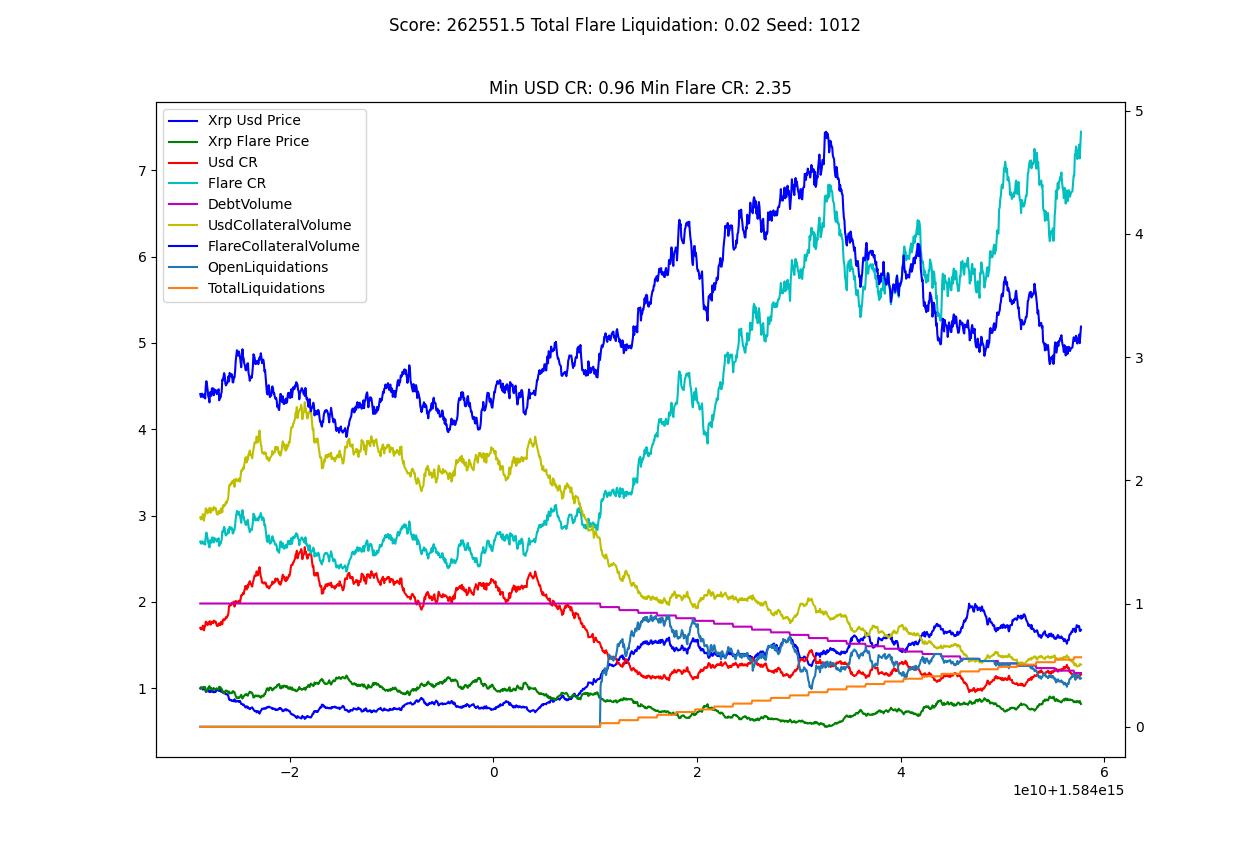 Score: 262551.5 Total Flare Liquidation: 0.02 Seed: 1012
Min USD CR: 0.96 Min Flare CR: 2.35
Xrp Usd Price
Xrp Flare Price
Usd CR
Flare CR
DebtVolume
UsdCollateralVolume
FlareCollateralVolume
OpenLiquidations
TotalLiquidations
7
6
5
4
3
2
1
5
4
3
2
1
0
−2
0
2
4
6
1e10+1.584e15